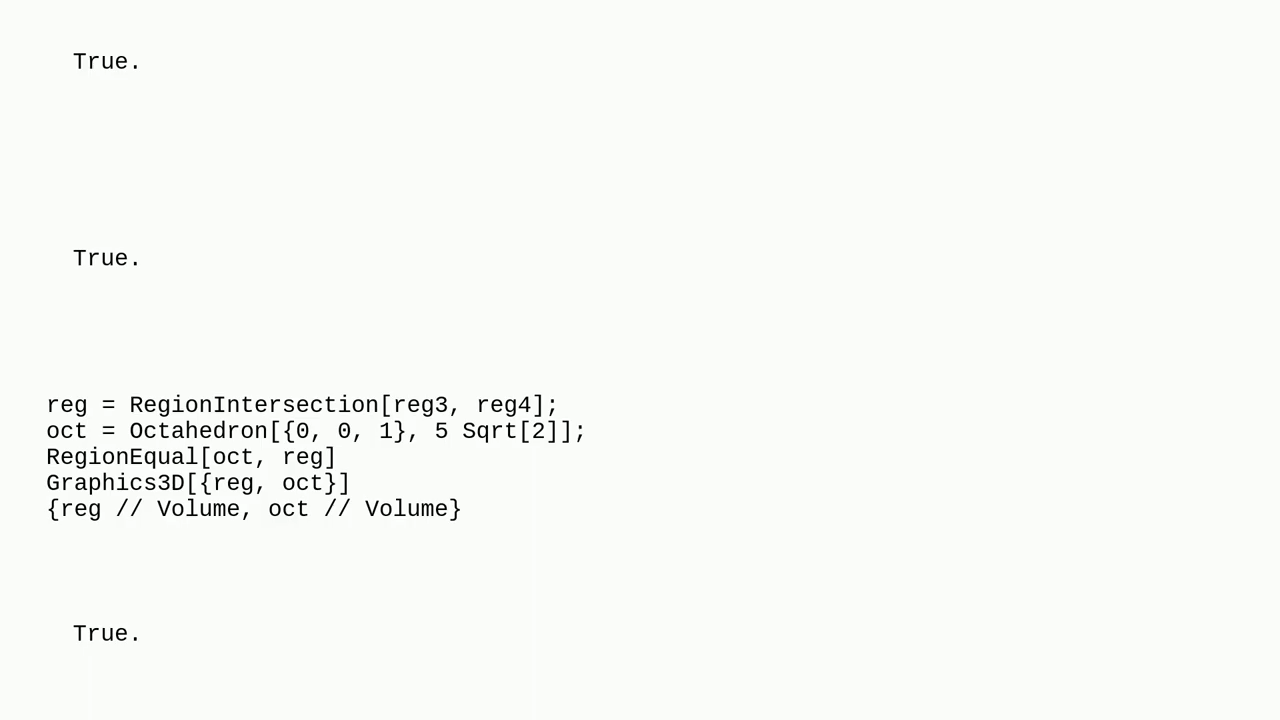 True.
True.
reg = RegionIntersection[reg3, reg4];
oct = Octahedron[{0, 0, 1}, 5 Sqrt[2]];
RegionEqual[oct, reg]
Graphics3D[{reg, oct}]
{reg // Volume, oct // Volume}
True.